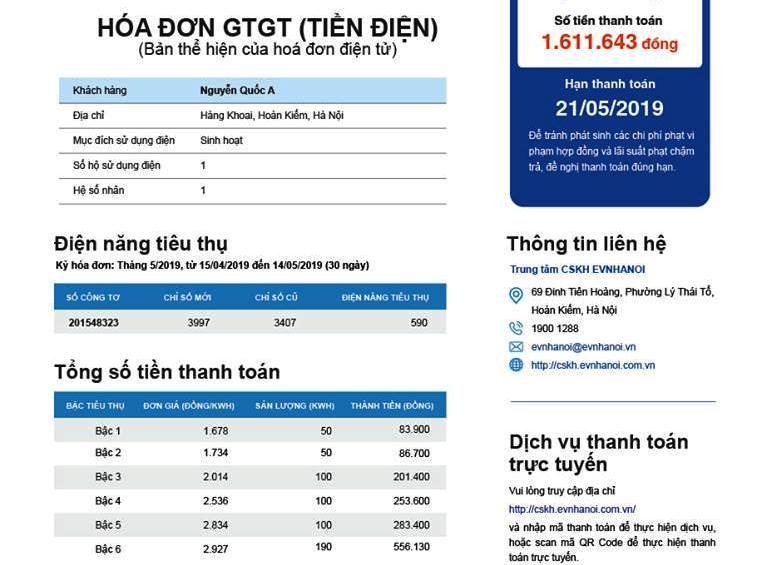 HÓA ĐƠN GTGT (TIỀN ĐIỆN)
(Bản thể hiện của hoá đơn điện tử)
Khách hàng Nguyễn Quốc A
Địa chỉ Hàng Khoai, Hoàn Kiếm, Hà Nội
Mục đích sử dụng điện Sinh hoạt
Số hộ sử dụng điện 1
Hệ số nhân 1
Số tiền thanh toán
1.611.643 đồng
Hạn thanh toán
21/05/2019
Để tránh phát sinh các chi phí phạt vi
phạm hợp đồng và lãi suất phạt chậm
trả, đề nghị thanh toán đúng hạn.
Điện năng tiêu thụ
Kỳ hóa đơn: Tháng 5/2019, từ 15/04/2019 đến 14/05/2019 (30 ngày)
SỐ CÔNG TƠ CHỈ SỐ MỚI CHỈ SỐ CŨ ĐIỆN NĂNG TIÊU THỤ
201548323 3997 3407 590
Tổng số tiền thanh toán
BẬC TIÊU THỤ ĐƠN GIÁ (ĐỒNG/KWH) SẢN LƯỢNG (KWH) THÀNH TIỀN (ĐỒNG)
Bậc 1 1.678 50 83.900
Bậc 2 1.734 50 86.700
Bậc 3 2.014 100 201.400
Bậc 4 2.536 100 253.600
Bậc 5 2.834 100 283.400
Bậc 6 2.927 190 556.130
Thông tin liên hệ
Trung tâm CSKH EVNHANOI
69 Đinh Tiên Hoàng, Phường Lý Thái Tổ,
Hoàn Kiếm, Hà Nội
1900 1288
evnhanoi@evnhanoi.vn
http://cskh.evnhanoi.com.vn
Dịch vụ thanh toán
trực tuyến
Vui lòng truy cập địa chỉ
http://cskh.evnhanoi.com.vn/
và nhập mã thanh toán để thực hiện dịch vụ,
hoặc scan mã QR Code để thực hiện thanh
toán trực tuyến.